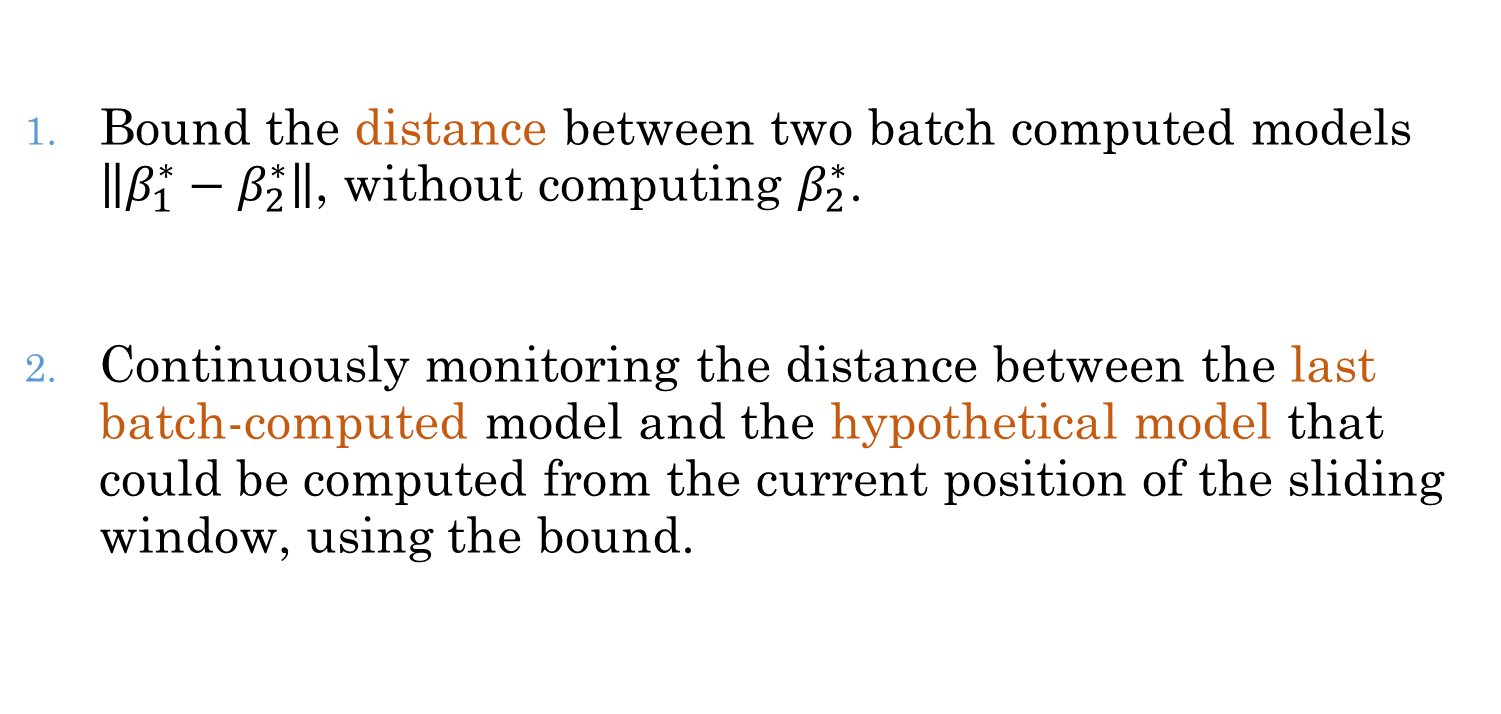 1. Bound the distance between two batch computed models
‖β₁* − β₂*‖, without computing β₂*.
2. Continuously monitoring the distance between the last
batch-computed model and the hypothetical model that
could be computed from the current position of the sliding
window, using the bound.